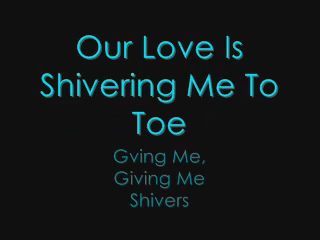 Our Love Is
Shivering Me To
Toe
Gving Me,
Giving Me
Shivers